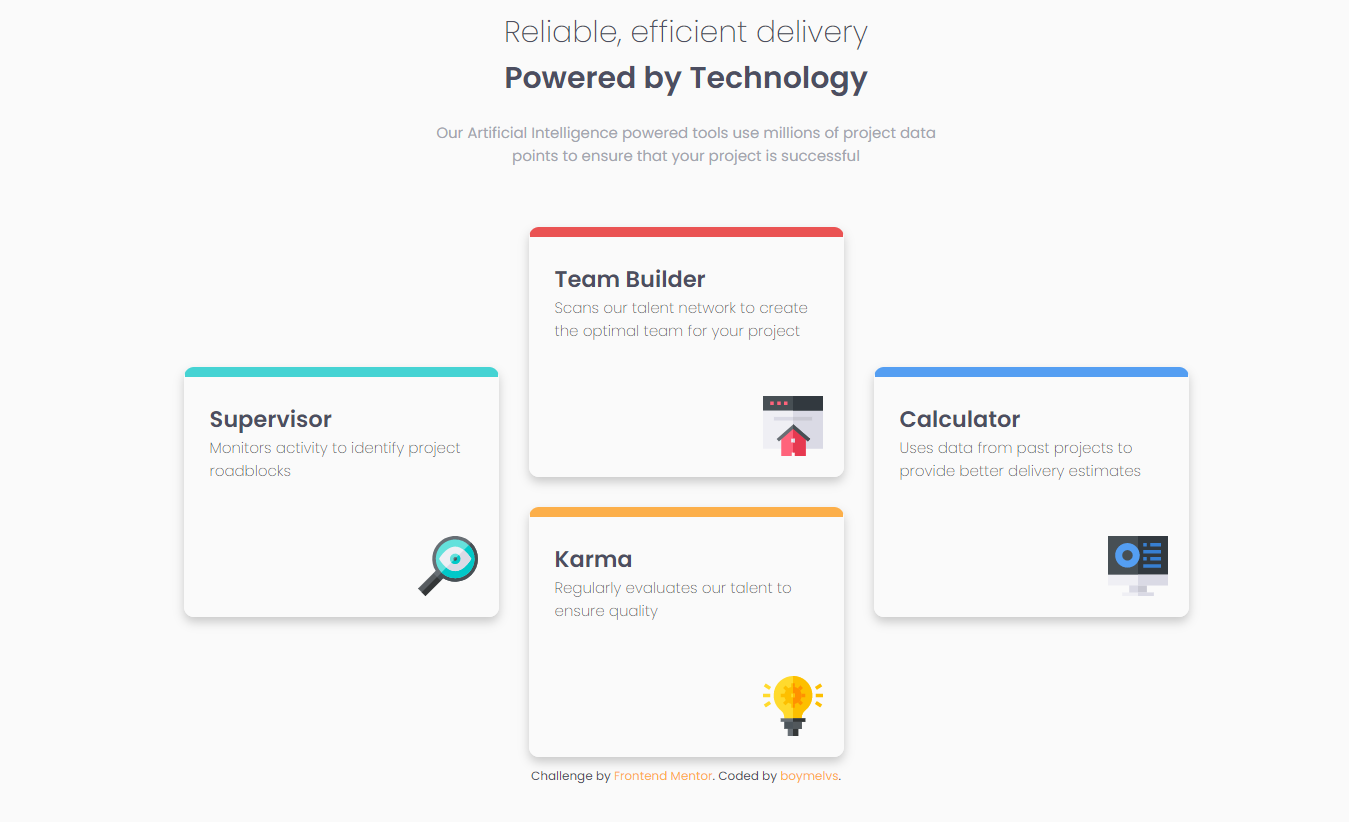 Reliable, efficient delivery
Powered by Technology
Our Artificial Intelligence powered tools use millions of project data
points to ensure that your project is successful
Team Builder
Scans our talent network to create
the optimal team for your project
Supervisor
Monitors activity to identify project
roadblocks
Calculator
Uses data from past projects to
provide better delivery estimates
Karma
Regularly evaluates our talent to
ensure quality
Challenge by Frontend Mentor. Coded by boymelvs.